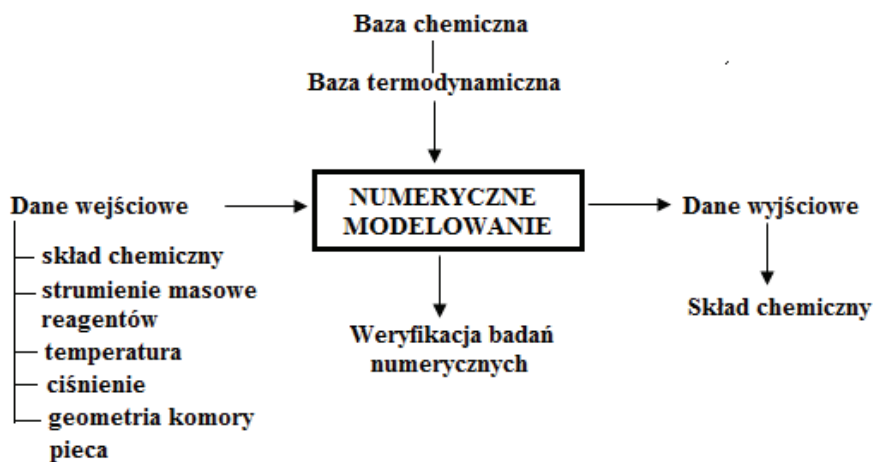 Baza chemiczna
Baza termodynamiczna
NUMERYCZNE
MODELOWANIE
Dane wejściowe
skład chemiczny
strumienie masowe
reagentów
temperatura
ciśnienie
geometria komory
pieca
Weryfikacja badań
numerycznych
Dane wyjściowe
Skład chemiczny